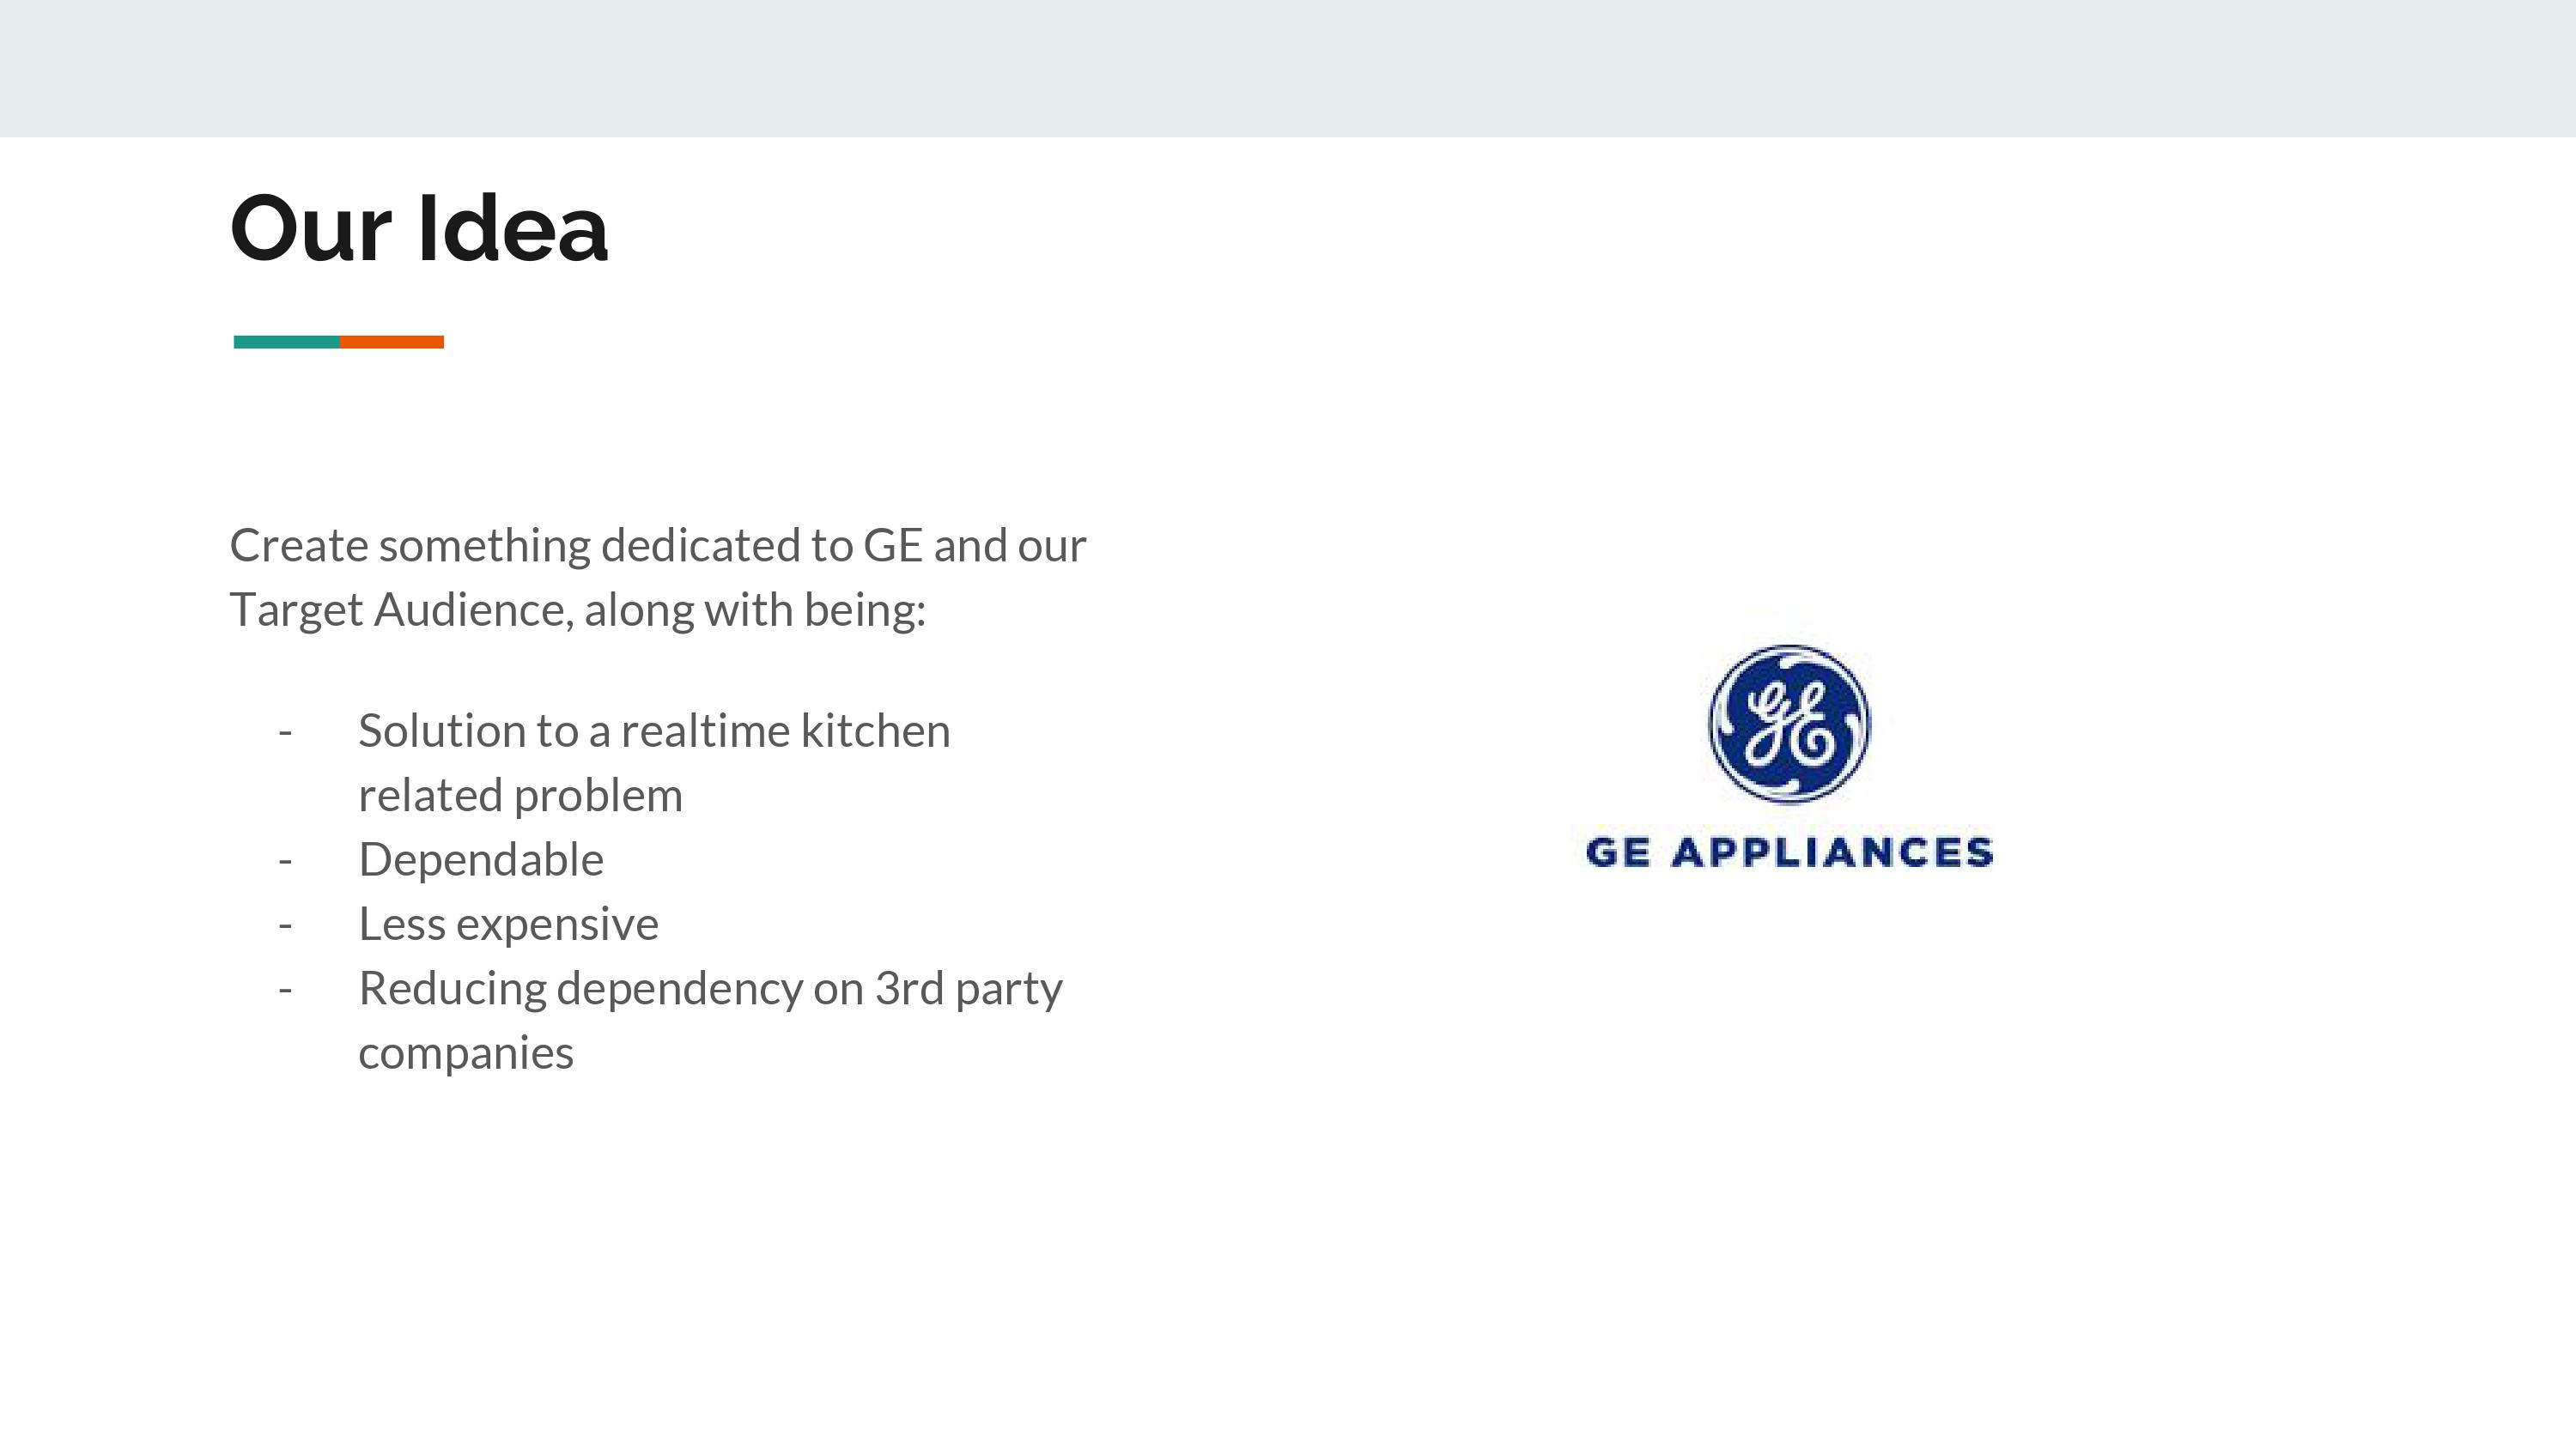 Our Idea
Create something dedicated to GE and our
Target Audience, along with being:
- Solution to a realtime kitchen
related problem
- Dependable
- Less expensive
- Reducing dependency on 3rd party
companies
GE
GE APPLIANCES